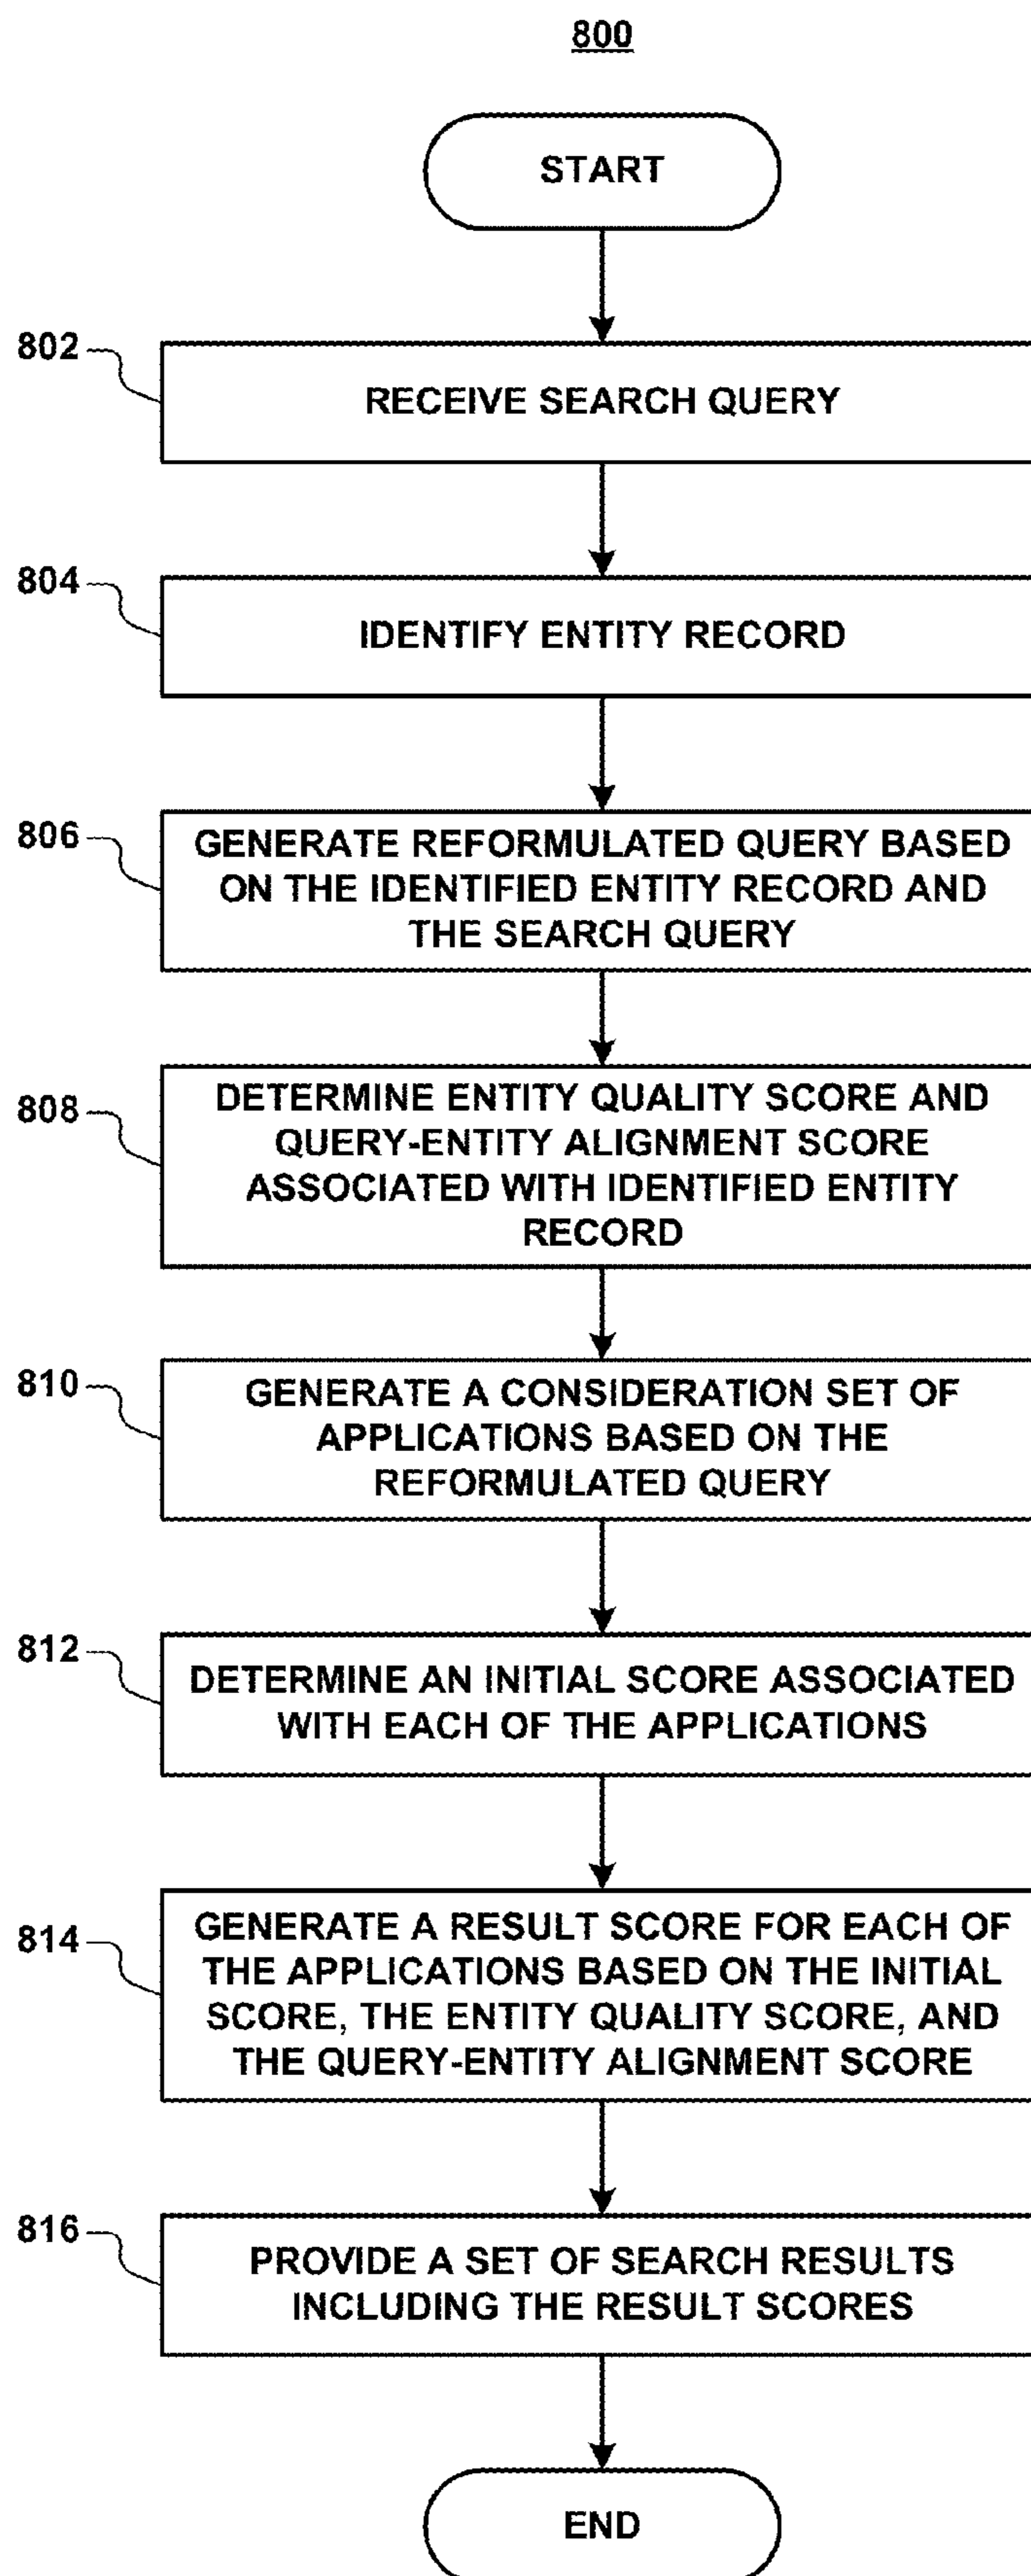 800
START
802
RECEIVE SEARCH QUERY
804
IDENTIFY ENTITY RECORD
806
GENERATE REFORMULATED QUERY BASED
ON THE IDENTIFIED ENTITY RECORD AND
THE SEARCH QUERY
808
DETERMINE ENTITY QUALITY SCORE AND
QUERY-ENTITY ALIGNMENT SCORE
ASSOCIATED WITH IDENTIFIED ENTITY
RECORD
810
GENERATE A CONSIDERATION SET OF
APPLICATIONS BASED ON THE
REFORMULATED QUERY
812
DETERMINE AN INITIAL SCORE ASSOCIATED
WITH EACH OF THE APPLICATIONS
814
GENERATE A RESULT SCORE FOR EACH OF
THE APPLICATIONS BASED ON THE INITIAL
SCORE, THE ENTITY QUALITY SCORE, AND
THE QUERY-ENTITY ALIGNMENT SCORE
816
PROVIDE A SET OF SEARCH RESULTS
INCLUDING THE RESULT SCORES
END